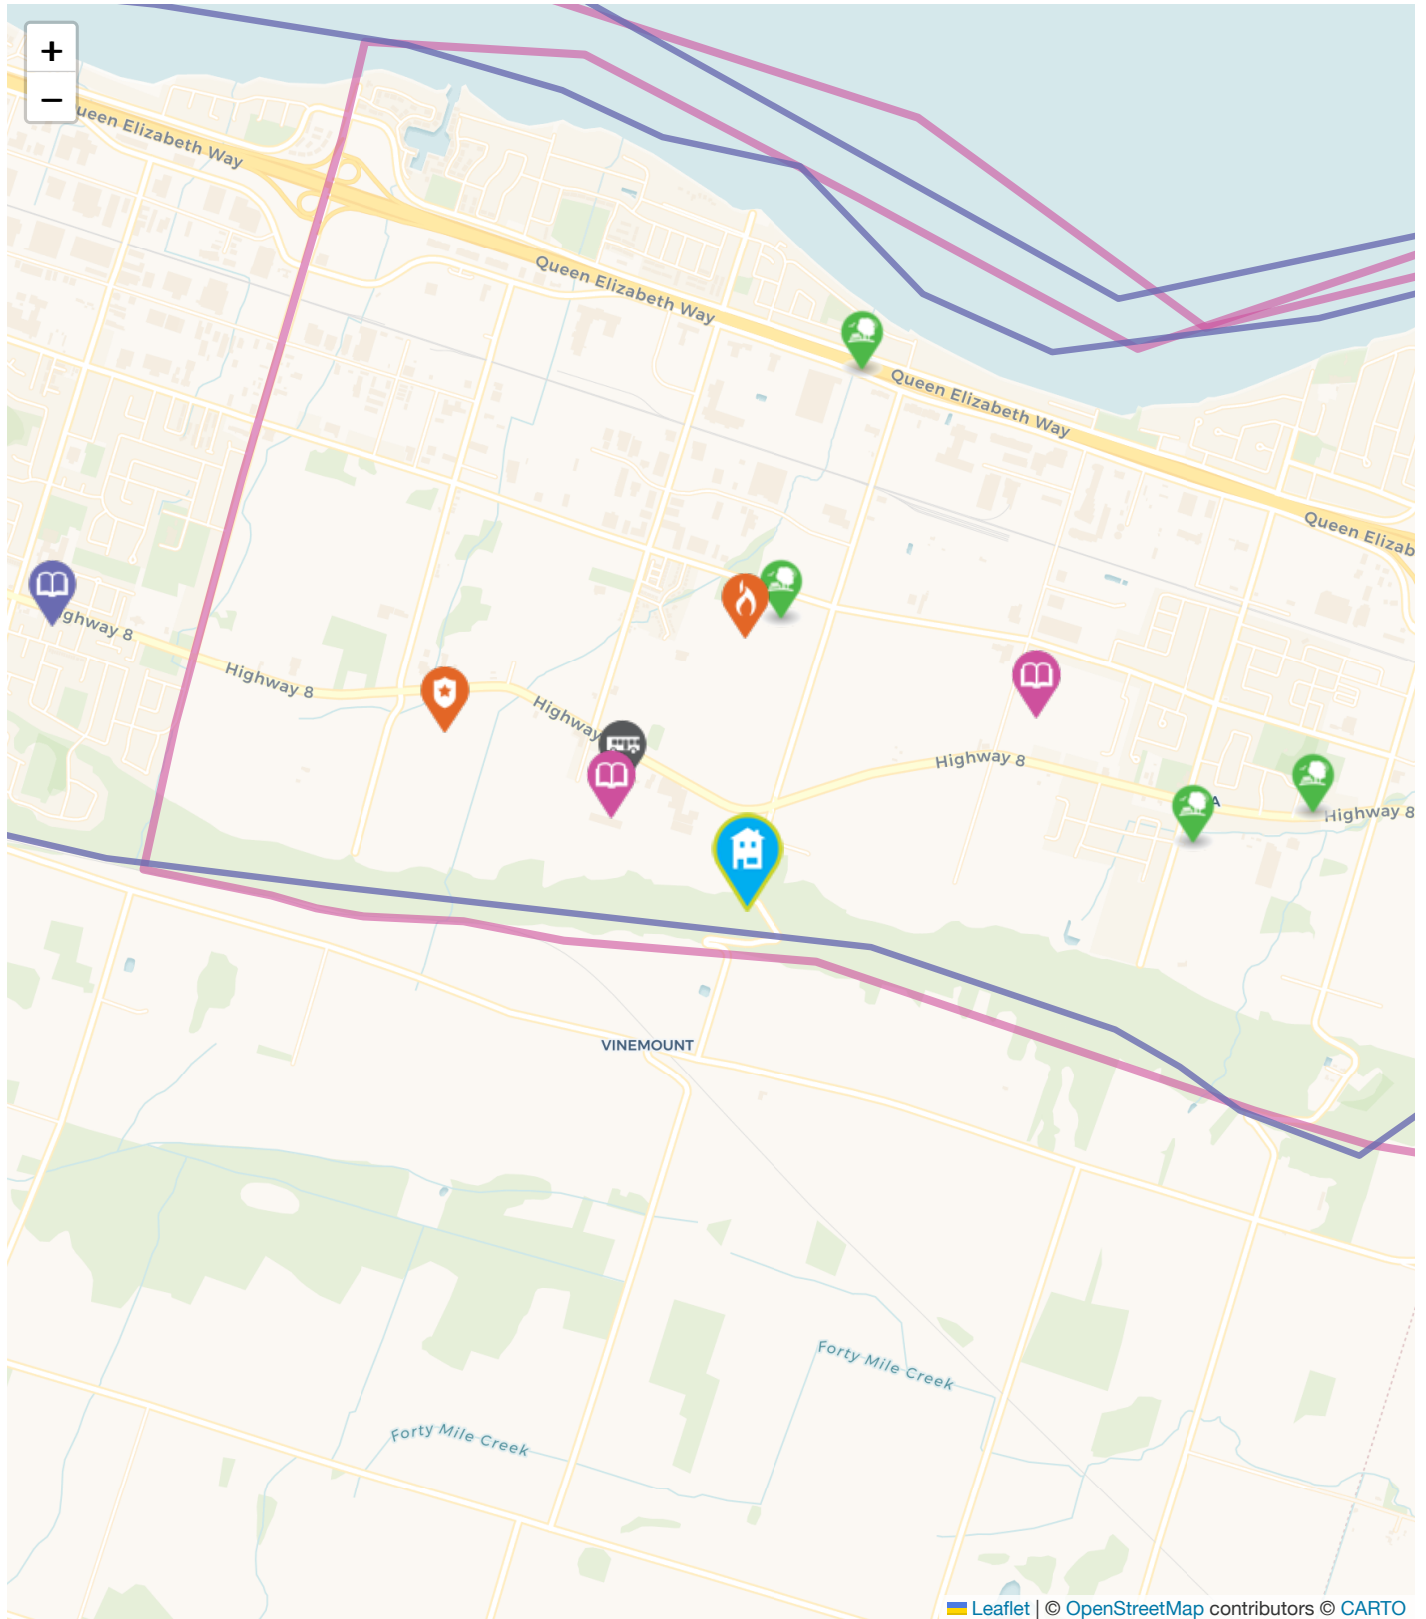 +
−
Queen Elizabeth Way
Queen Elizabeth Way
Queen Elizabeth Way
Queen Elizab
ghway 8
Highway 8
Highway
Highway 8
A
Highway 8
VINEMOUNT
Forty Mile Creek
Forty Mile Creek
Leaflet | © OpenStreetMap contributors © CARTO